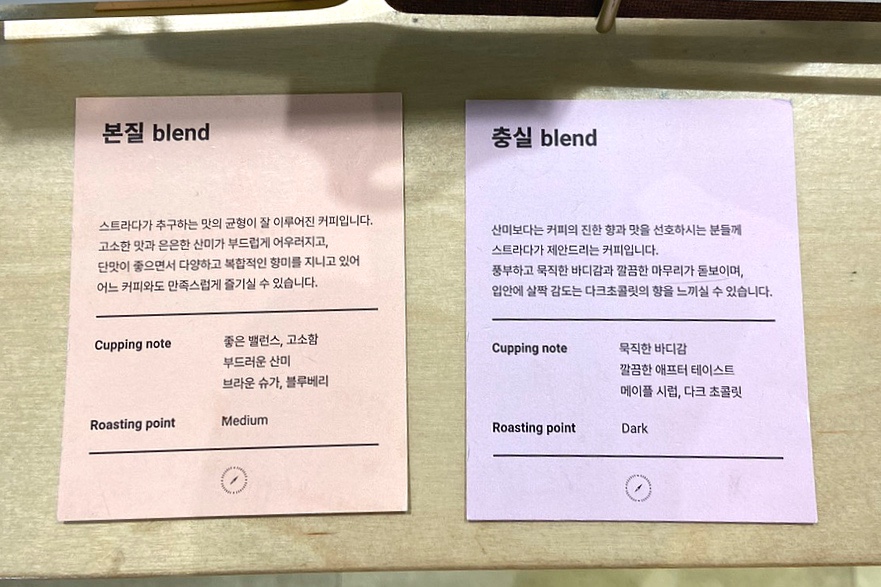 본질 blend
스트라다가 추구하는 맛의 균형이 잘 이루어진 커피입니다.
고소한 맛과 은은한 산미가 부드럽게 어우러지고,
단맛이 좋으면서 다양하고 복합적인 향미를 지니고 있어
어느 커피와도 만족스럽게 즐기실 수 있습니다.
Cupping note
좋은 밸런스, 고소함
부드러운 산미
브라운 슈가, 블루베리
Roasting point
Medium
충실 blend
산미보다는 커피의 진한 향과 맛을 선호하시는 분들께
스트라다가 제안드리는 커피입니다.
풍부하고 묵직한 바디감과 깔끔한 마무리가 돋보이며,
입안에 살짝 감도는 다크초콜릿의 향을 느끼실 수 있습니다.
Cupping note
묵직한 바디감
깔끔한 애프터 테이스트
메이플 시럽, 다크 초콜릿
Roasting point
Dark